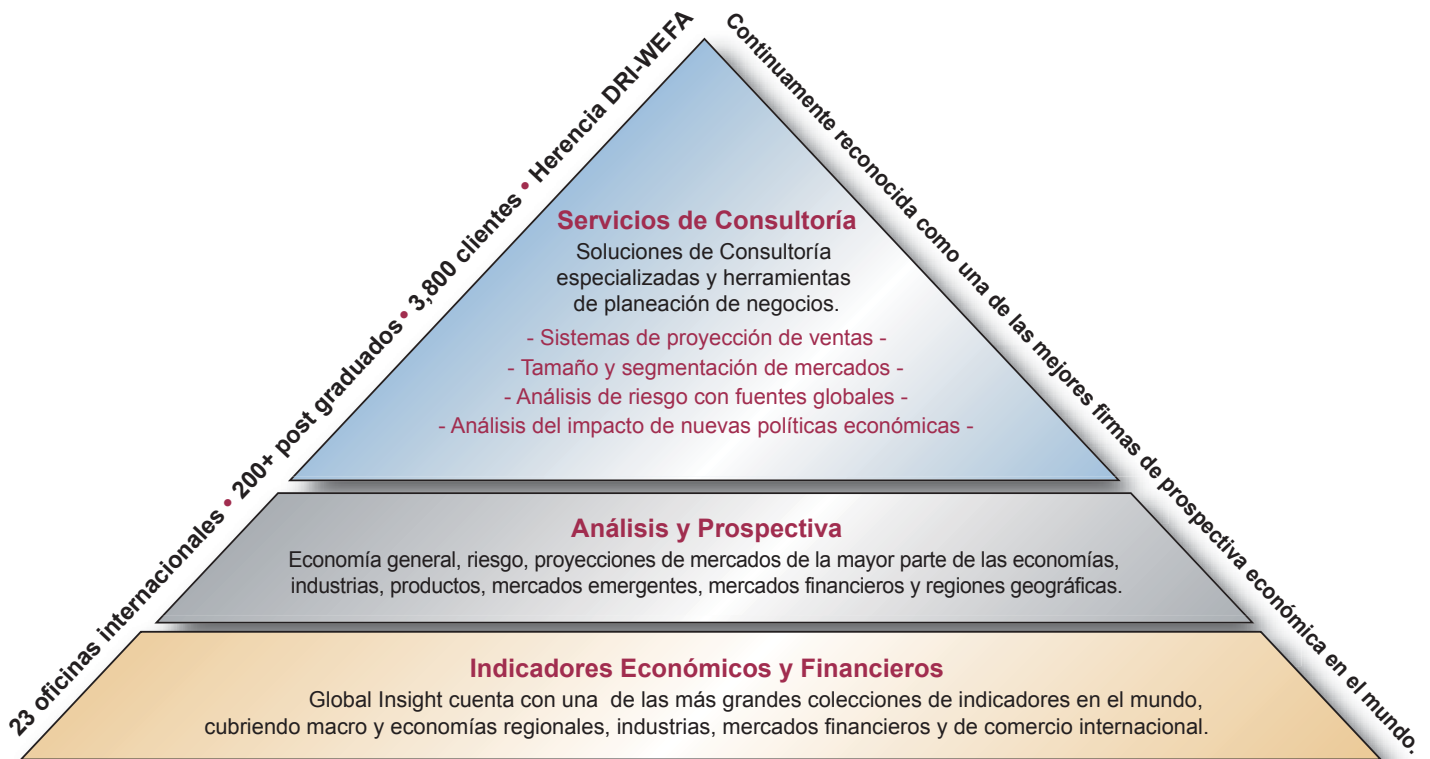 23 oficinas internacionales • 200+ post graduados • 3,800 clientes • Herencia DRI-WEFA
Continuamente reconocida como una de las mejores firmas de prospectiva económica en el mundo.
Servicios de Consultoría
Soluciones de Consultoría
especializadas y herramientas
de planeación de negocios.
- Sistemas de proyección de ventas -
- Tamaño y segmentación de mercados -
- Análisis de riesgo con fuentes globales -
- Análisis del impacto de nuevas políticas económicas -
Análisis y Prospectiva
Economía general, riesgo, proyecciones de mercados de la mayor parte de las economías,
industrias, productos, mercados emergentes, mercados financieros y regiones geográficas.
Indicadores Económicos y Financieros
Global Insight cuenta con una de las más grandes colecciones de indicadores en el mundo,
cubriendo macro y economías regionales, industrias, mercados financieros y de comercio internacional.